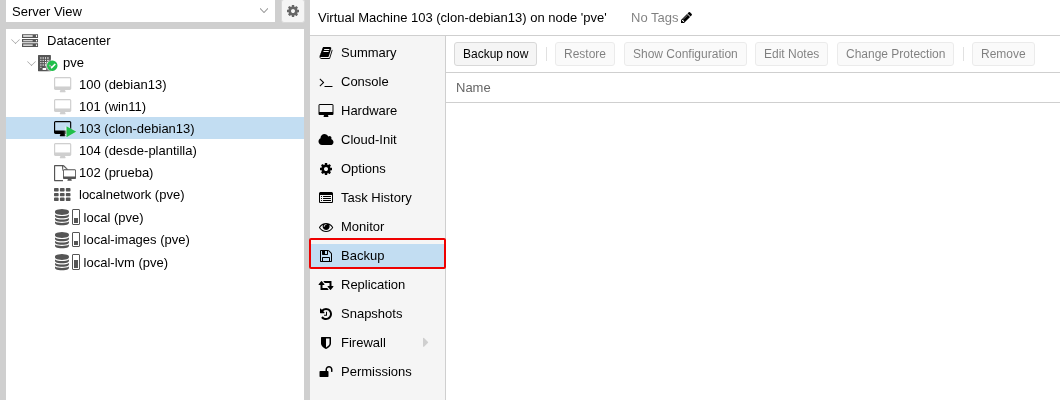 Server View
Datacenter
pve
100 (debian13)
101 (win11)
103 (clon-debian13)
104 (desde-plantilla)
102 (prueba)
localnetwork (pve)
local (pve)
local-images (pve)
local-lvm (pve)
Virtual Machine 103 (clon-debian13) on node 'pve' No Tags
Summary
Console
Hardware
Cloud-Init
Options
Task History
Monitor
Backup
Replication
Snapshots
Firewall
Permissions
Backup now Restore Show Configuration Edit Notes Change Protection Remove
Name